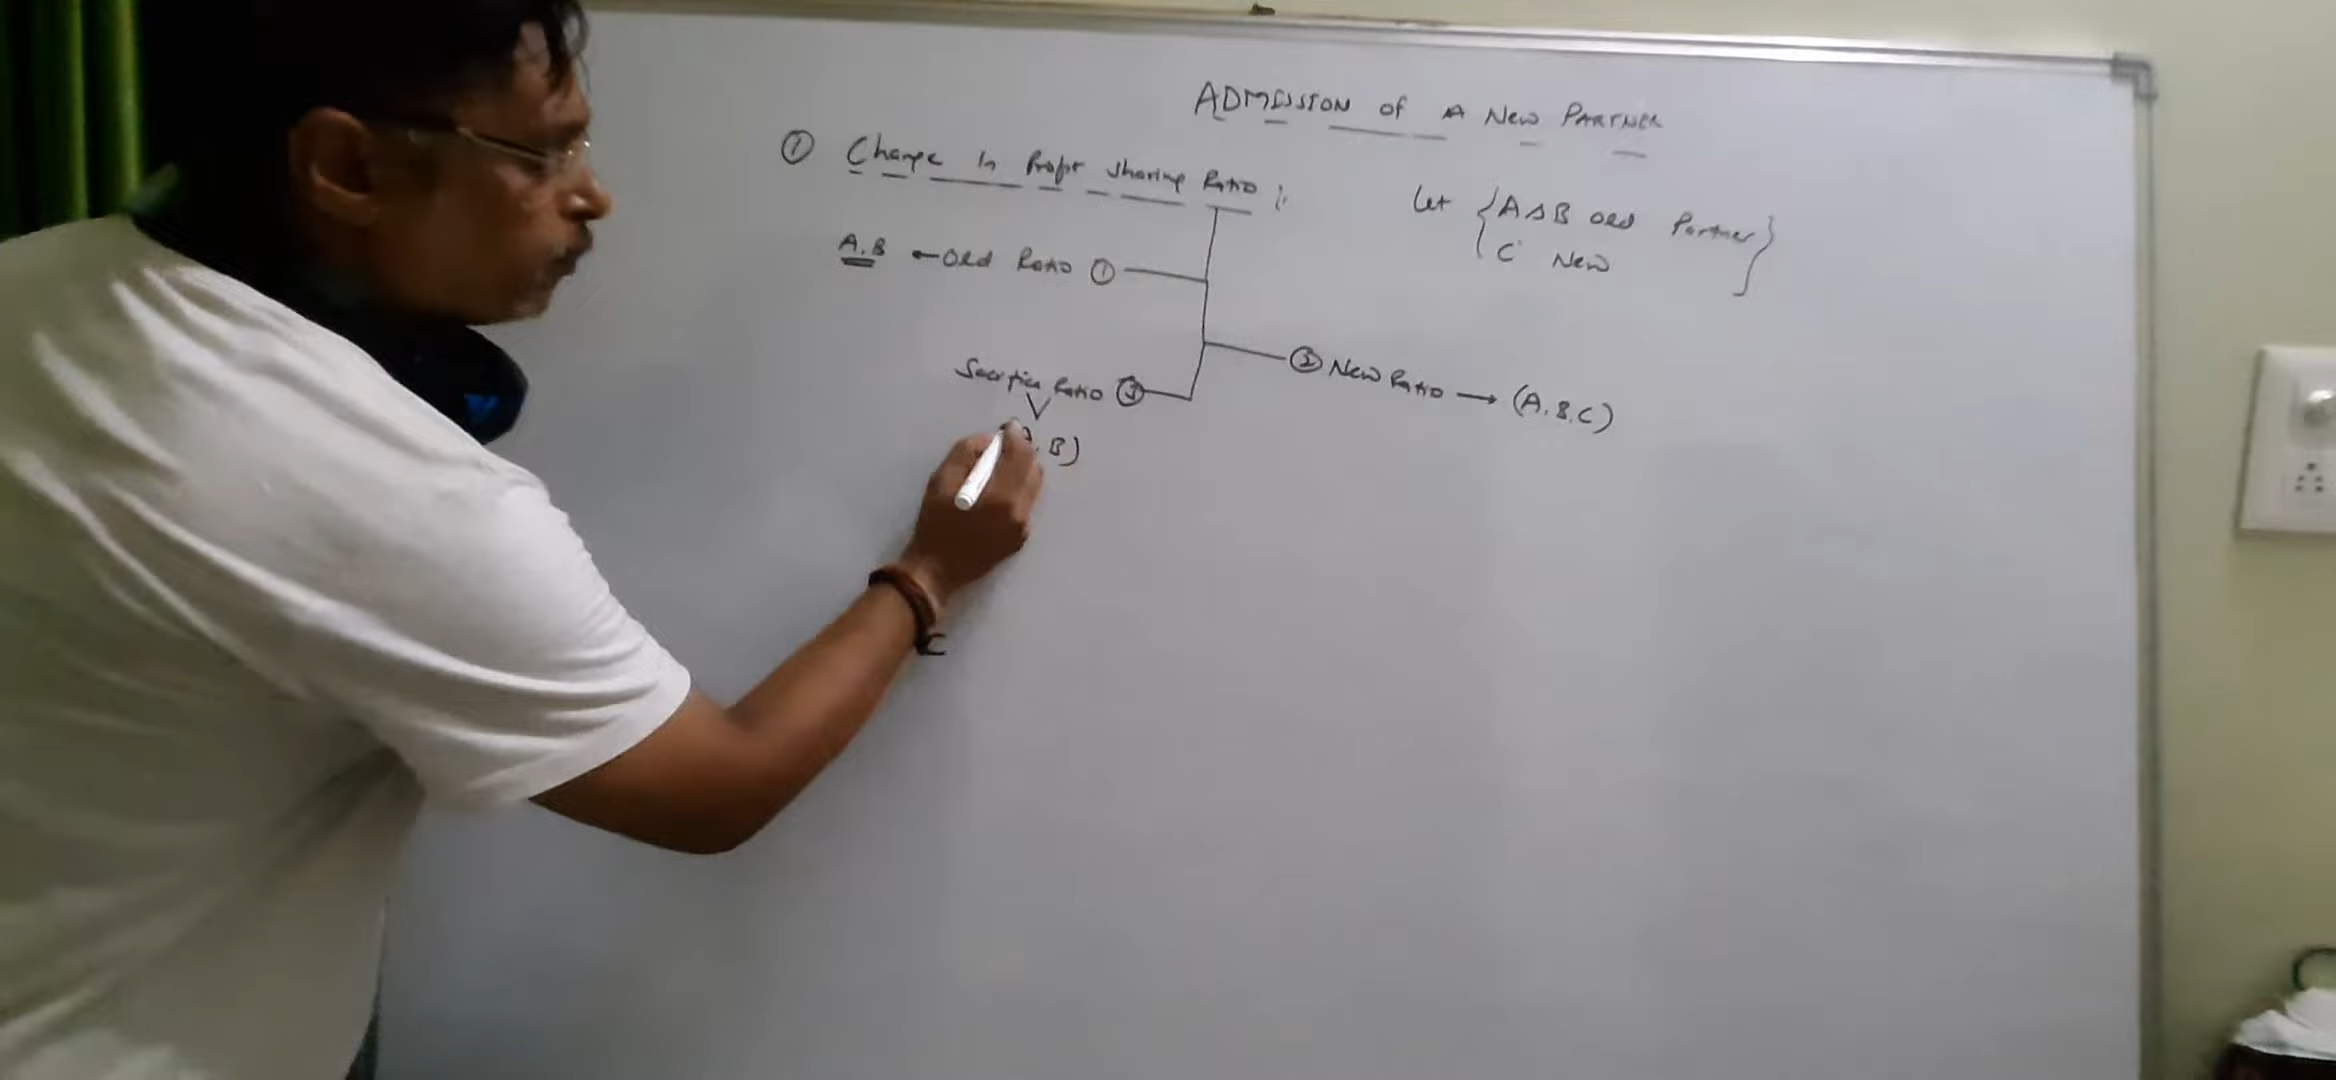 ADMISSION of A New PARTNER
① Change in Profit sharing Ratio :
Let { A & B old Partner }
C New
A.B ← old Ratio ①
② New Ratio → (A.B.C)
Sacrifice Ratio ③
B)
C